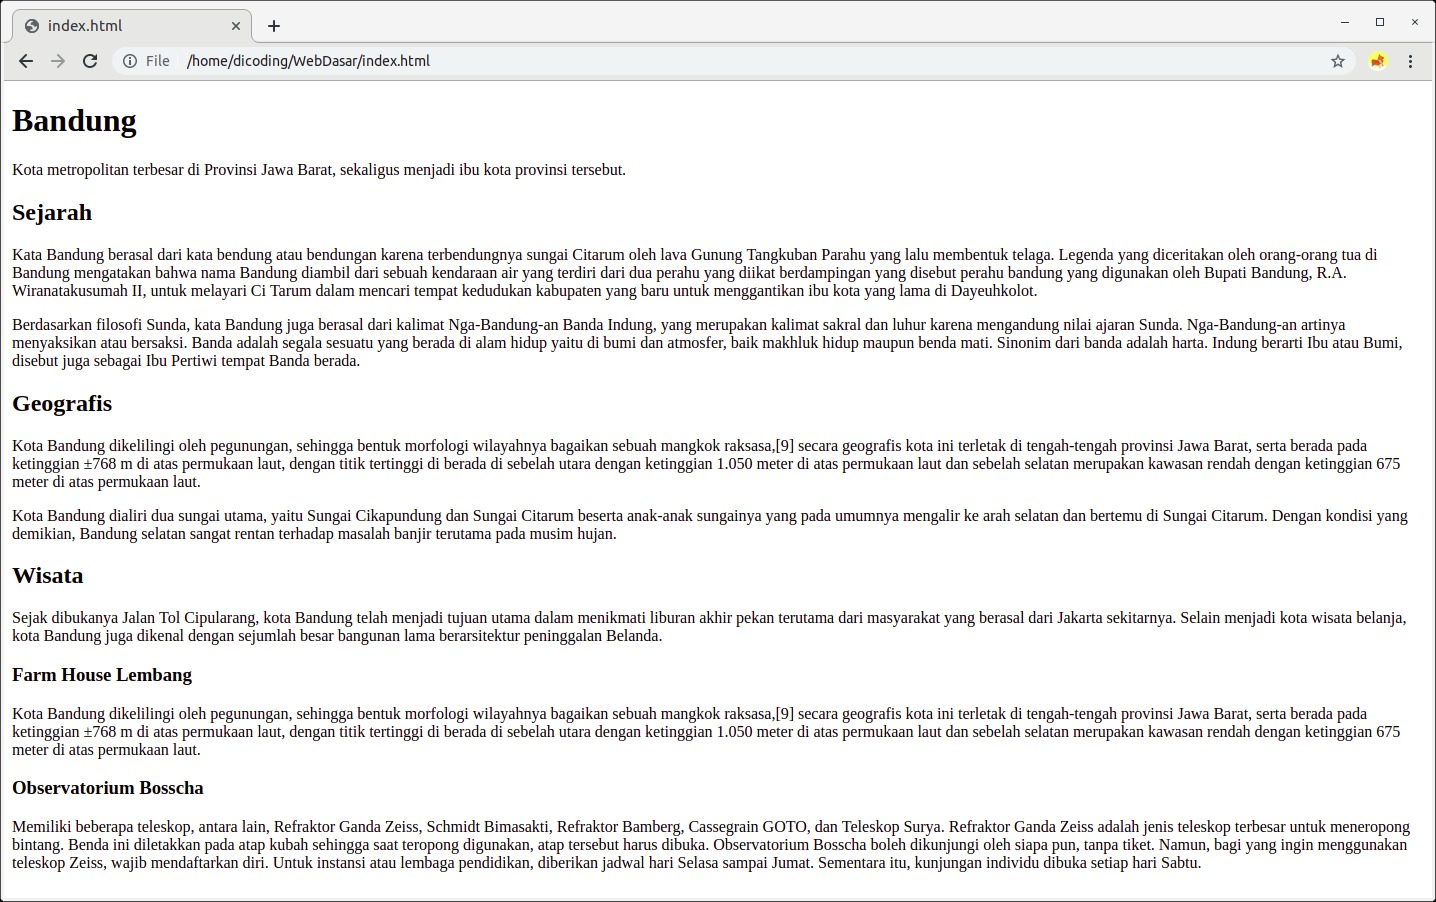 index.html
File /home/dicoding/WebDasar/index.html
Bandung
Kota metropolitan terbesar di Provinsi Jawa Barat, sekaligus menjadi ibu kota provinsi tersebut.
Sejarah
Kata Bandung berasal dari kata bendung atau bendungan karena terbendungnya sungai Citarum oleh lava Gunung Tangkuban Parahu yang lalu membentuk telaga. Legenda yang diceritakan oleh orang-orang tua di
Bandung mengatakan bahwa nama Bandung diambil dari sebuah kendaraan air yang terdiri dari dua perahu yang diikat berdampingan yang disebut perahu bandung yang digunakan oleh Bupati Bandung, R.A.
Wiranatakusumah II, untuk melayari Ci Tarum dalam mencari tempat kedudukan kabupaten yang baru untuk menggantikan ibu kota yang lama di Dayeuhkolot.
Berdasarkan filosofi Sunda, kata Bandung juga berasal dari kalimat Nga-Bandung-an Banda Indung, yang merupakan kalimat sakral dan luhur karena mengandung nilai ajaran Sunda. Nga-Bandung-an artinya
menyaksikan atau bersaksi. Banda adalah segala sesuatu yang berada di alam hidup yaitu di bumi dan atmosfer, baik makhluk hidup maupun benda mati. Sinonim dari banda adalah harta. Indung berarti Ibu atau Bumi,
disebut juga sebagai Ibu Pertiwi tempat Banda berada.
Geografis
Kota Bandung dikelilingi oleh pegunungan, sehingga bentuk morfologi wilayahnya bagaikan sebuah mangkok raksasa,[9] secara geografis kota ini terletak di tengah-tengah provinsi Jawa Barat, serta berada pada
ketinggian ±768 m di atas permukaan laut, dengan titik tertinggi di berada di sebelah utara dengan ketinggian 1.050 meter di atas permukaan laut dan sebelah selatan merupakan kawasan rendah dengan ketinggian 675
meter di atas permukaan laut.
Kota Bandung dialiri dua sungai utama, yaitu Sungai Cikapundung dan Sungai Citarum beserta anak-anak sungainya yang pada umumnya mengalir ke arah selatan dan bertemu di Sungai Citarum. Dengan kondisi yang
demikian, Bandung selatan sangat rentan terhadap masalah banjir terutama pada musim hujan.
Wisata
Sejak dibukanya Jalan Tol Cipularang, kota Bandung telah menjadi tujuan utama dalam menikmati liburan akhir pekan terutama dari masyarakat yang berasal dari Jakarta sekitarnya. Selain menjadi kota wisata belanja,
kota Bandung juga dikenal dengan sejumlah besar bangunan lama berarsitektur peninggalan Belanda.
Farm House Lembang
Kota Bandung dikelilingi oleh pegunungan, sehingga bentuk morfologi wilayahnya bagaikan sebuah mangkok raksasa,[9] secara geografis kota ini terletak di tengah-tengah provinsi Jawa Barat, serta berada pada
ketinggian ±768 m di atas permukaan laut, dengan titik tertinggi di berada di sebelah utara dengan ketinggian 1.050 meter di atas permukaan laut dan sebelah selatan merupakan kawasan rendah dengan ketinggian 675
meter di atas permukaan laut.
Observatorium Bosscha
Memiliki beberapa teleskop, antara lain, Refraktor Ganda Zeiss, Schmidt Bimasakti, Refraktor Bamberg, Cassegrain GOTO, dan Teleskop Surya. Refraktor Ganda Zeiss adalah jenis teleskop terbesar untuk meneropong
bintang. Benda ini diletakkan pada atap kubah sehingga saat teropong digunakan, atap tersebut harus dibuka. Observatorium Bosscha boleh dikunjungi oleh siapa pun, tanpa tiket. Namun, bagi yang ingin menggunakan
teleskop Zeiss, wajib mendaftarkan diri. Untuk instansi atau lembaga pendidikan, diberikan jadwal hari Selasa sampai Jumat. Sementara itu, kunjungan individu dibuka setiap hari Sabtu.